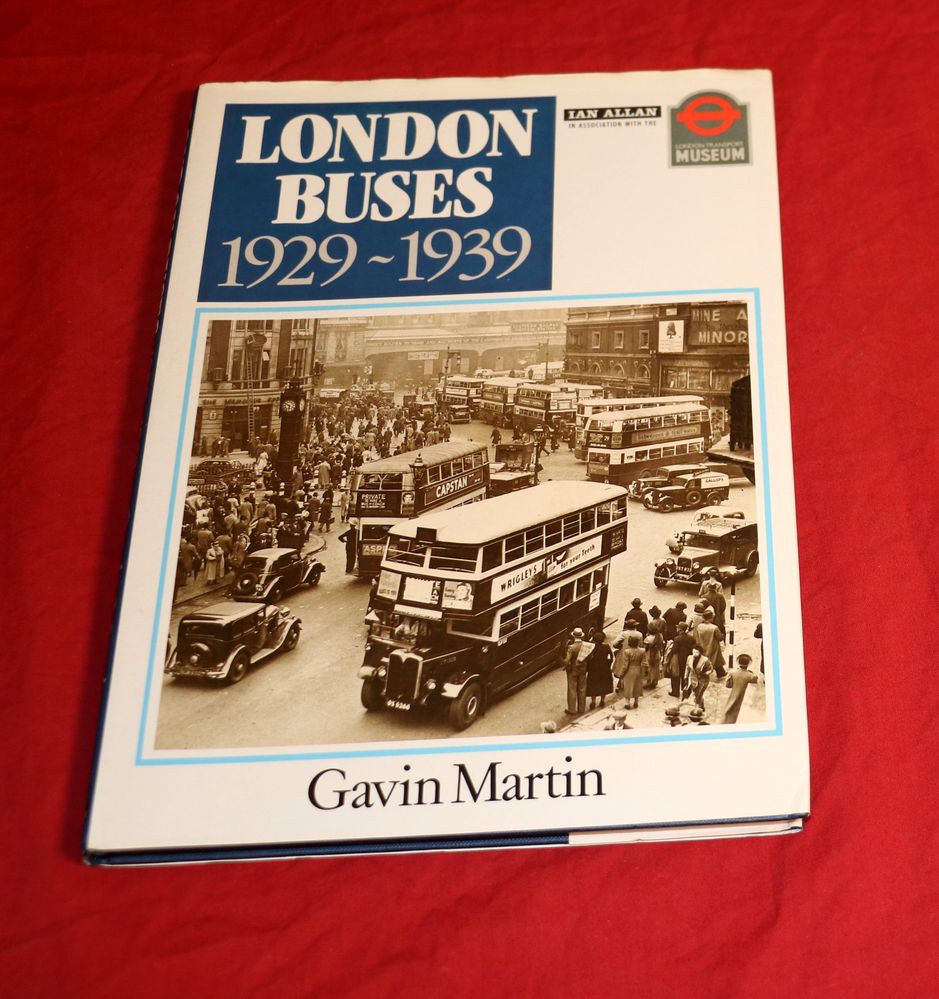 LONDON
BUSES
1929~1939
IAN ALLAN
IN ASSOCIATION WITH THE
LONDON TRANSPORT
MUSEUM
MINOR
CAPSTAN
PRIVATE
WRIGLEY'S
for your Teeth
Gavin Martin